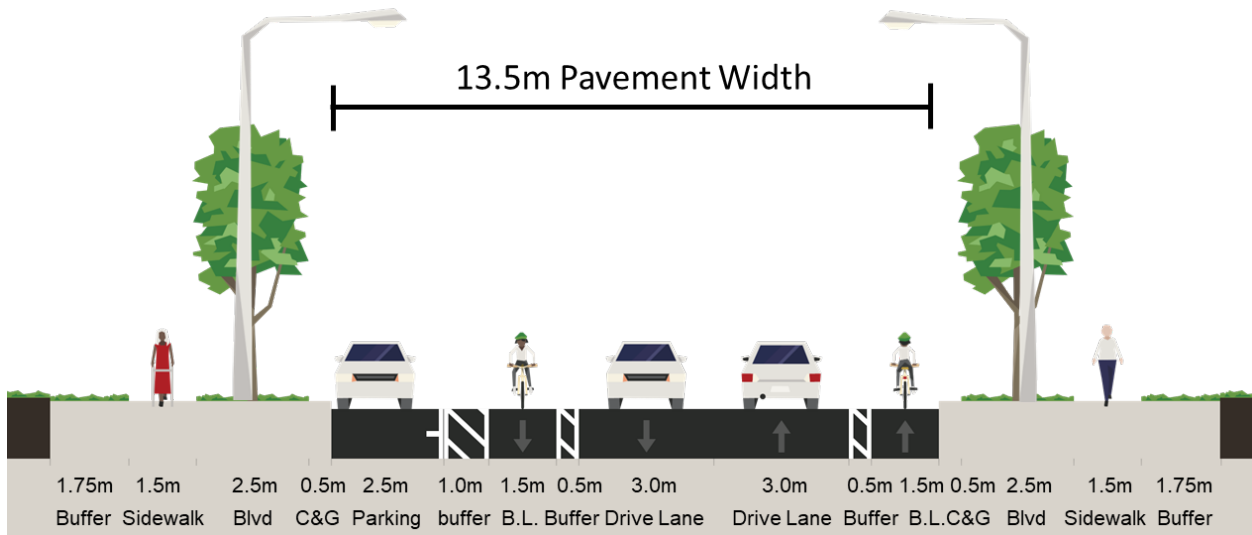 13.5m Pavement Width
1.75m 1.5m 2.5m 0.5m 2.5m 1.0m 1.5m 0.5m 3.0m 3.0m 0.5m 1.5m 0.5m 2.5m 1.5m 1.75m
Buffer Sidewalk Blvd C&G Parking buffer B.L. Buffer Drive Lane Drive Lane Buffer B.L. C&G Blvd Sidewalk Buffer